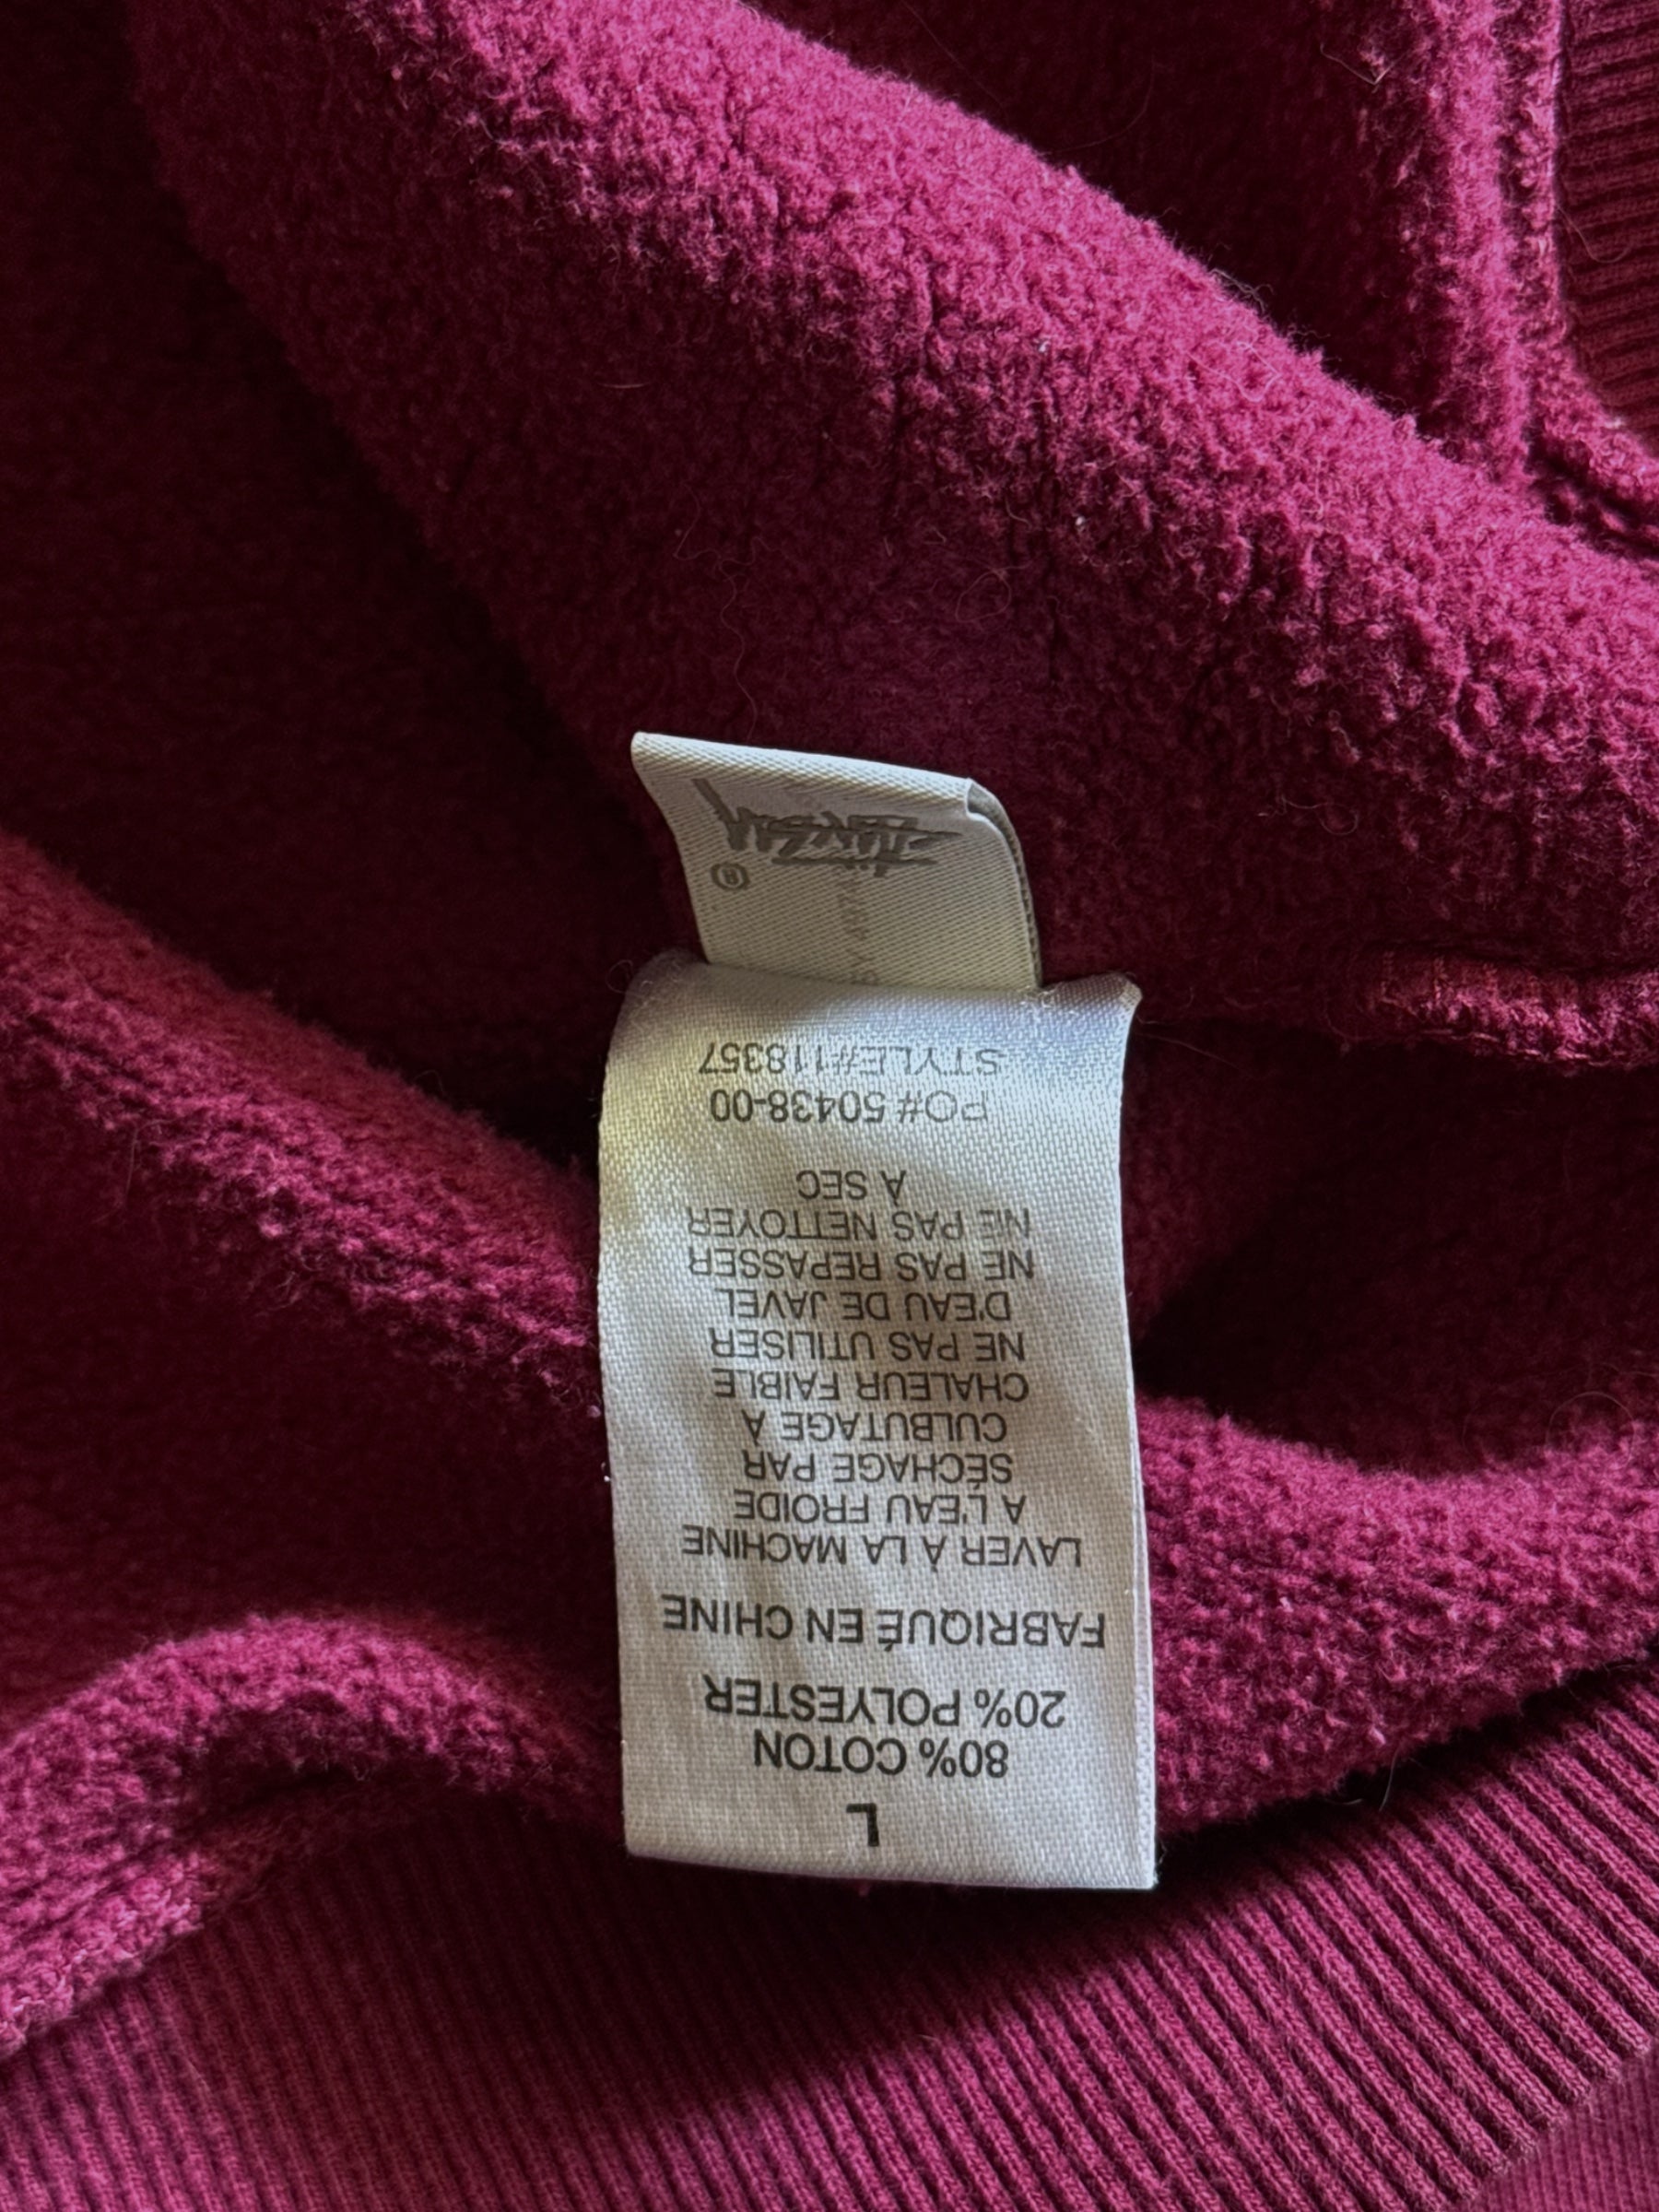 L
80% COTON
20% POLYESTER
FABRIQUÉ EN CHINE
LAVER À LA MACHINE
A L'EAU FROIDE
SÉCHAGE PAR
CULBUTAGE À
CHALEUR FAIBLE
NE PAS UTILISER
D'EAU DE JAVEL
NE PAS REPASSER
NE PAS NETTOYER
A SEC
PO# 50438-00
STYLE#118357
®
Stüssy